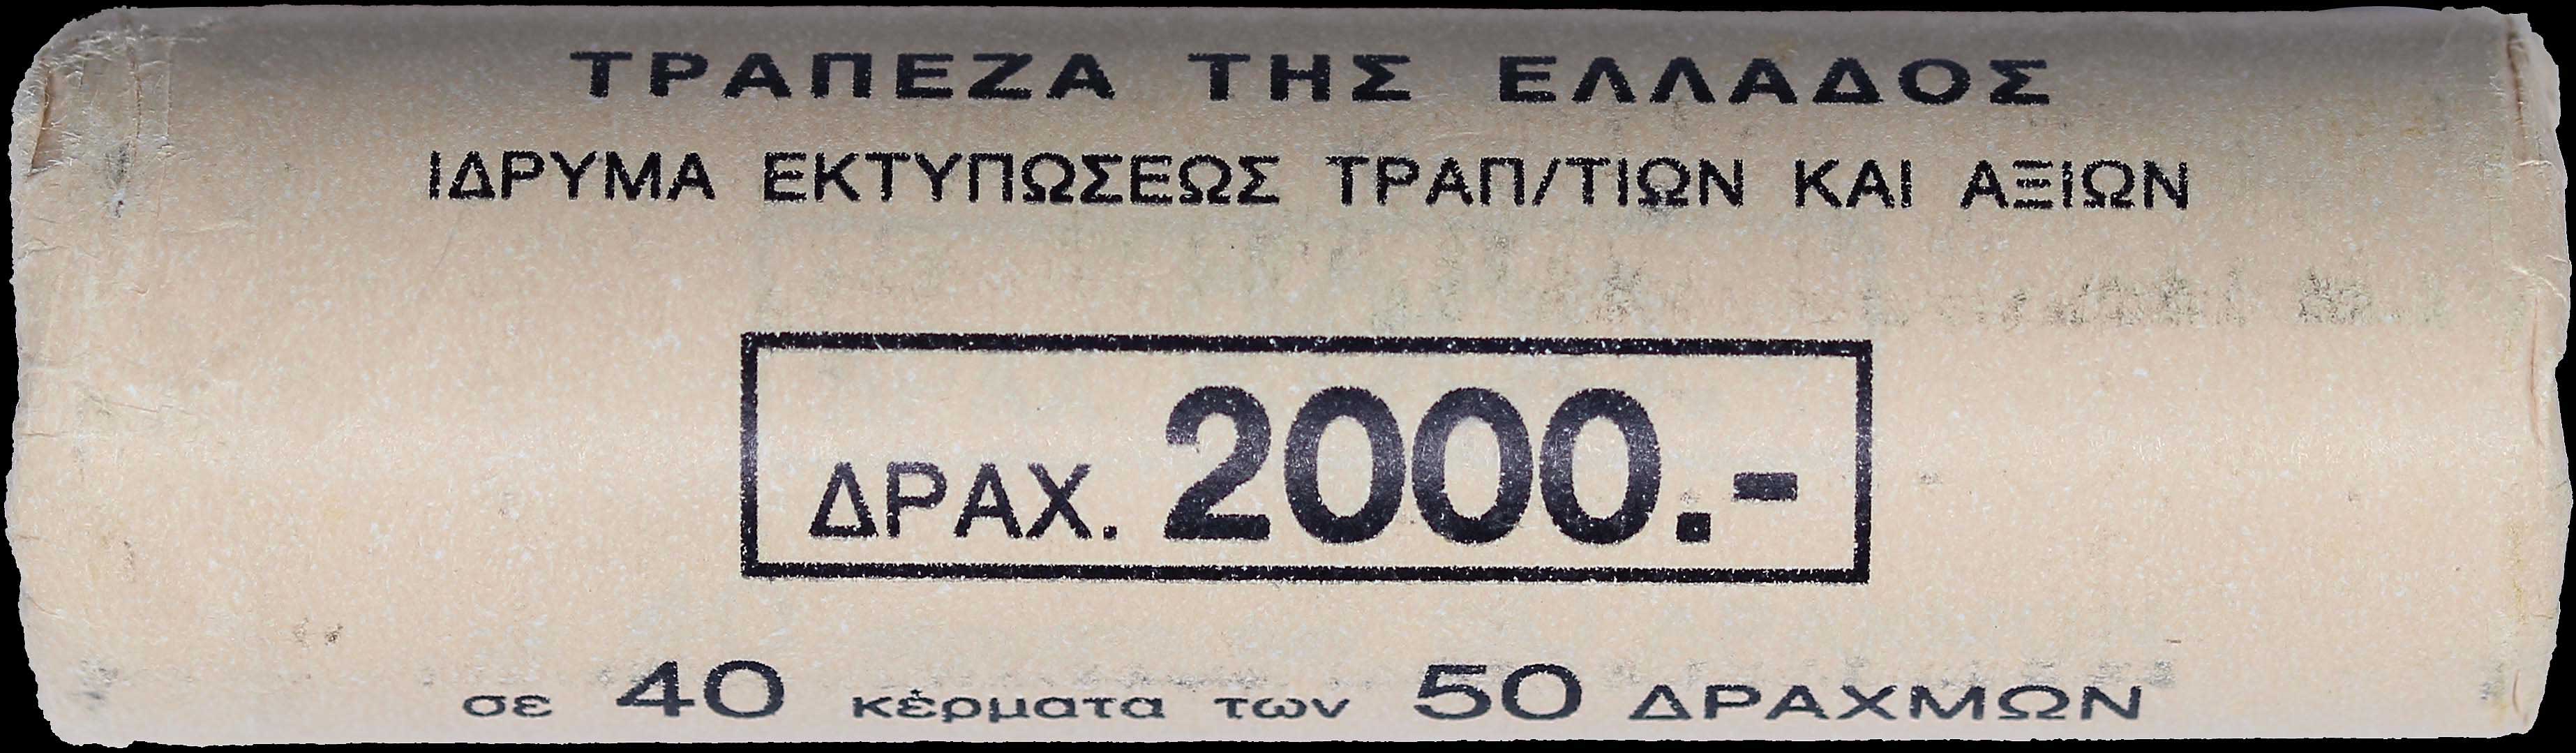 ΤΡΑΠΕΖΑ ΤΗΣ ΕΛΛΑΔΟΣ
ΙΔΡΥΜΑ ΕΚΤΥΠΩΣΕΩΣ ΤΡΑΠ/ΤΙΩΝ ΚΑΙ ΑΞΙΩΝ
ΔΡΑΧ. 2000.-
σε 40 κέρματα των 50 ΔΡΑΧΜΩΝ